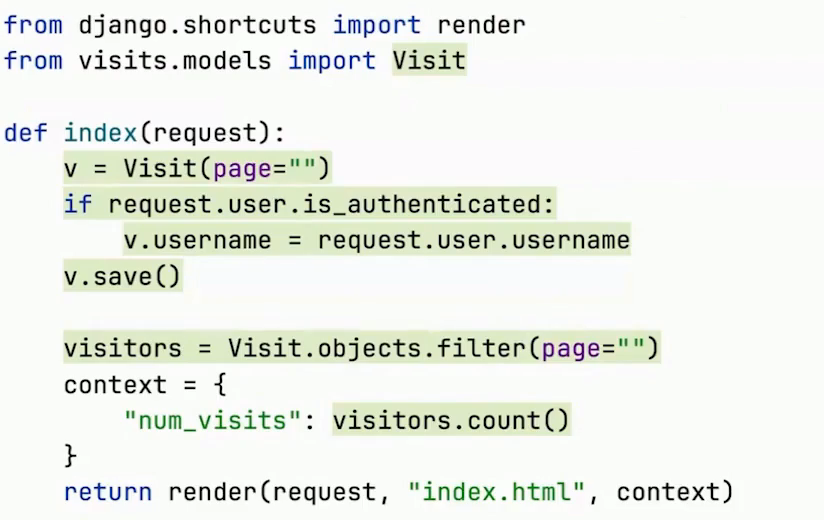 from django.shortcuts import render
from visits.models import Visit

def index(request):
    v = Visit(page="")
    if request.user.is_authenticated:
        v.username = request.user.username
    v.save()

    visitors = Visit.objects.filter(page="")
    context = {
        "num_visits": visitors.count()
    }
    return render(request, "index.html", context)